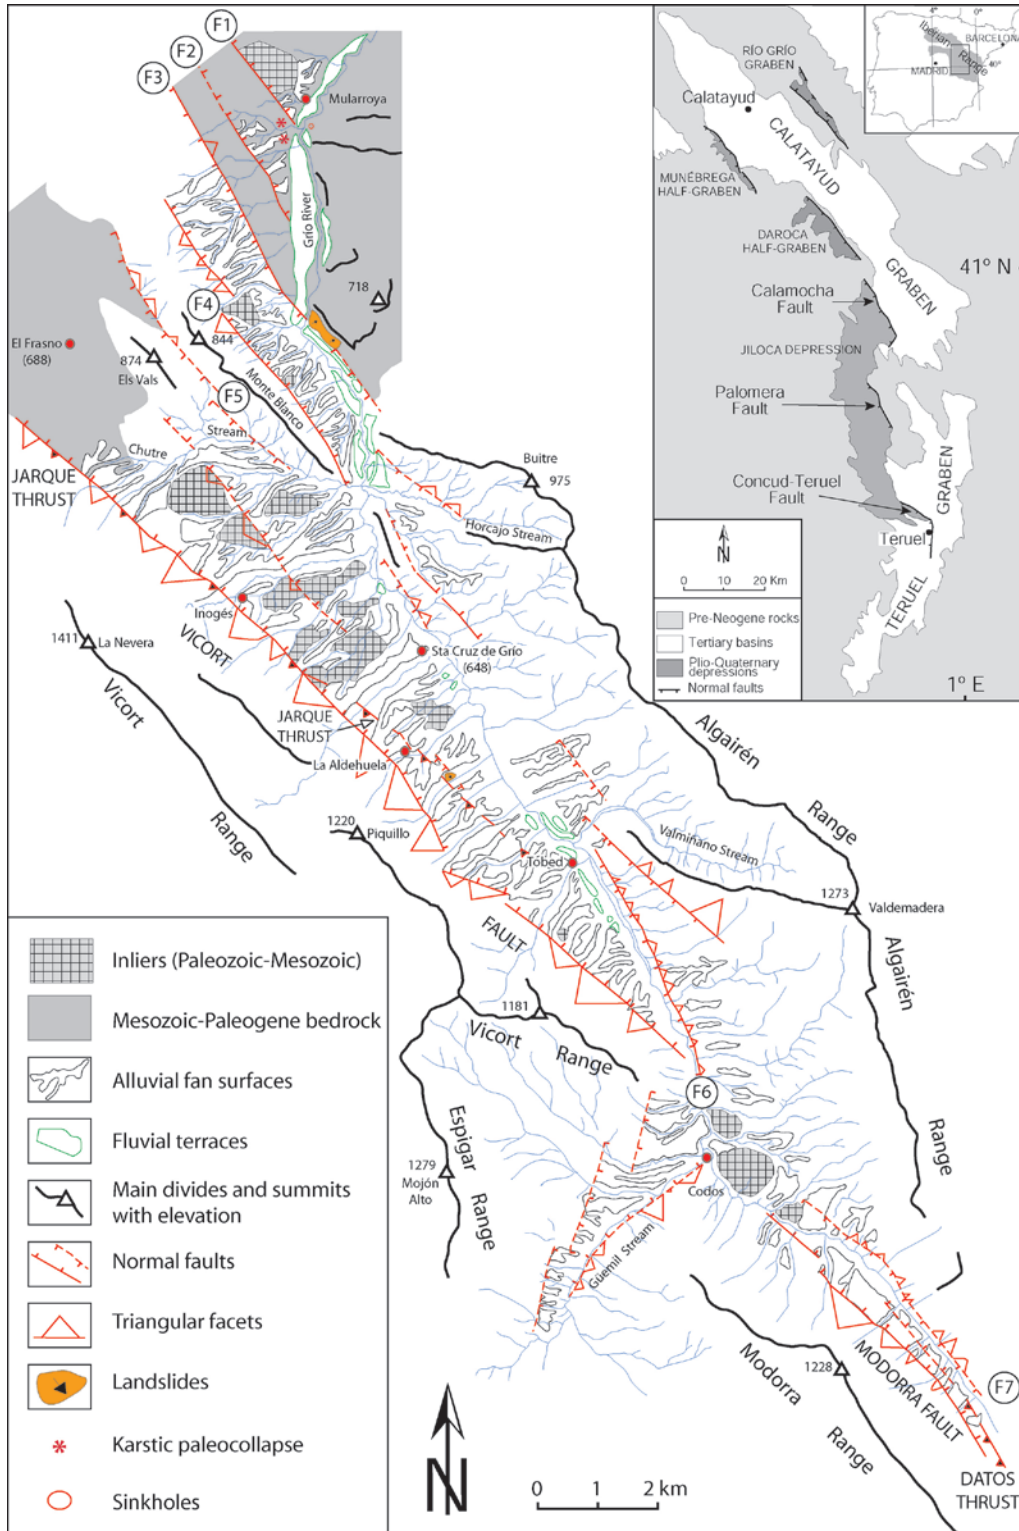 F1
F2
F3
Mularroya
Grío River
718
F4
844
El Frasno
(688)
874
Els Vals
F5
Monte Blanco
Stream
Chutre
JARQUE
THRUST
Buitre
975
Horcajo Stream
Inogés
1411
La Nevera
VICORT
Sta Cruz de Grío
(648)
Vicort
Range
JARQUE
THRUST
La Aldehuela
Algairén
Range
1220
Piquillo
Valmiñano Stream
Tobed
1273
Valdemadera
FAULT
Algairén
Range
1181
Vicort
Range
F6
Espigar
Range
1279
Mojón
Alto
Codos
Güemil Stream
Modorra
Range
1228
MODORRA FAULT
F7
DATOS
THRUST
N
0 1 2 km
Inliers (Paleozoic-Mesozoic)
Mesozoic-Paleogene bedrock
Alluvial fan surfaces
Fluvial terraces
Main divides and summits
with elevation
Normal faults
Triangular facets
Landslides
Karstic paleocollapse
Sinkholes
4°
0°
Iberian
Range
BARCELONA
MADRID
40°
RÍO GRÍO
GRABEN
Calatayud
CALATAYUD
GRABEN
MUNÉBREGA
HALF-GRABEN
DAROCA
HALF-GRABEN
41° N
Calamocha
Fault
JILOCA DEPRESSION
Palomera
Fault
Concud-Teruel
Fault
Teruel
TERUEL
GRABEN
1° E
N
0 10 20 Km
Pre-Neogene rocks
Tertiary basins
Plio-Quaternary
depressions
Normal faults